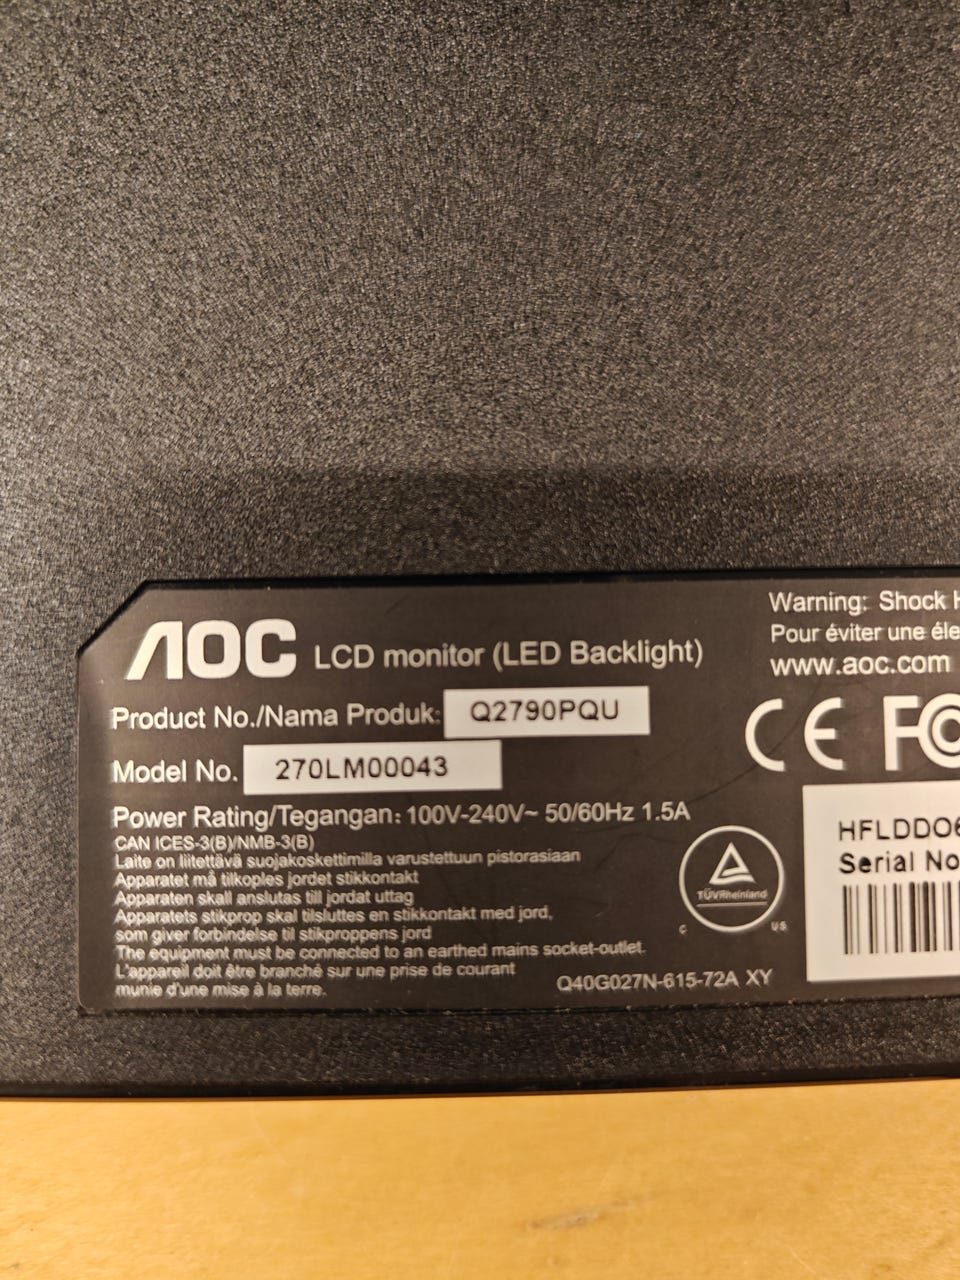 AOC LCD monitor (LED Backlight)
Product No./Nama Produk: Q2790PQU
Model No. 270LM00043
Power Rating/Tegangan: 100V-240V~ 50/60Hz 1.5A
CAN ICES-3(B)/NMB-3(B)
Laite on liitettävä suojakoskettimilla varustettuun pistorasiaan
Apparatet må tilkoples jordet stikkontakt
Apparaten skall anslutas till jordat uttag
Apparatets stikprop skal tilsluttes en stikkontakt med jord,
som giver forbindelse til stikproppens jord
The equipment must be connected to an earthed mains socket-outlet.
L'appareil doit être branché sur une prise de courant
munie d'une mise à la terre.
TÜVRheinland
C US
Q40G027N-615-72A XY
Warning: Shock H
Pour éviter une éle
www.aoc.com
CE FC
HFLDDO6
Serial No